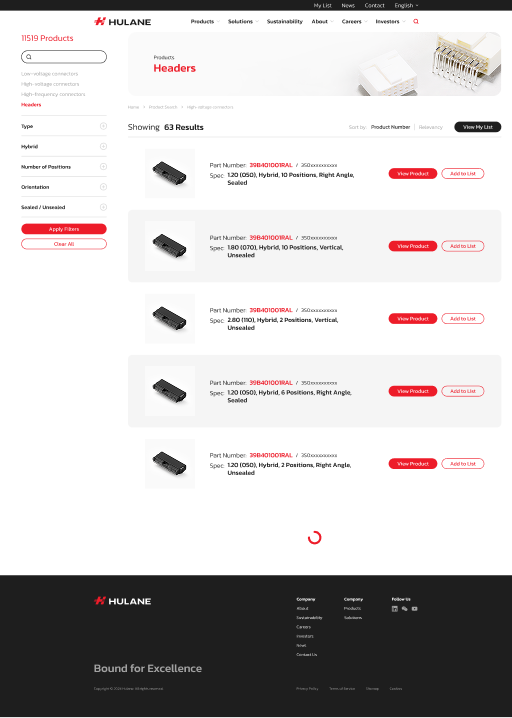 My List News Contact English
HULANE
Products Solutions Sustainability About Careers Investors
11519 Products
Low-voltage connectors
High-voltage connectors
High-frequency connectors
Headers
Type
Hybrid
Number of Positions
Orientation
Sealed / Unsealed
Apply Filters
Clear All
Products
Headers
Home > Product Search > High voltage connectors
Showing 63 Results
Sort by: Product Number | Relevancy
View My List
Part Number: 39B401001RAL / 350xxxxxxxxx
Spec: 1.20 (050), Hybrid, 10 Positions, Right Angle,
Sealed
View Product Add to List
Part Number: 39B401001RAL / 350xxxxxxxxx
Spec: 1.80 (070), Hybrid, 10 Positions, Vertical,
Unsealed
View Product Add to List
Part Number: 39B401001RAL / 350xxxxxxxxx
Spec: 2.80 (110), Hybrid, 2 Positions, Vertical,
Unsealed
View Product Add to List
Part Number: 39B401001RAL / 350xxxxxxxxx
Spec: 1.20 (050), Hybrid, 6 Positions, Right Angle,
Sealed
View Product Add to List
Part Number: 39B401001RAL / 350xxxxxxxxx
Spec: 1.20 (050), Hybrid, 2 Positions, Right Angle,
Unsealed
View Product Add to List
HULANE
Bound for Excellence
Company
About
Sustainability
Careers
Investors
News
Contact Us
Company
Products
Solutions
Follow Us
Copyright © 2024 Hulane. All rights reserved.
Privacy Policy Terms of Service Sitemap Cookies